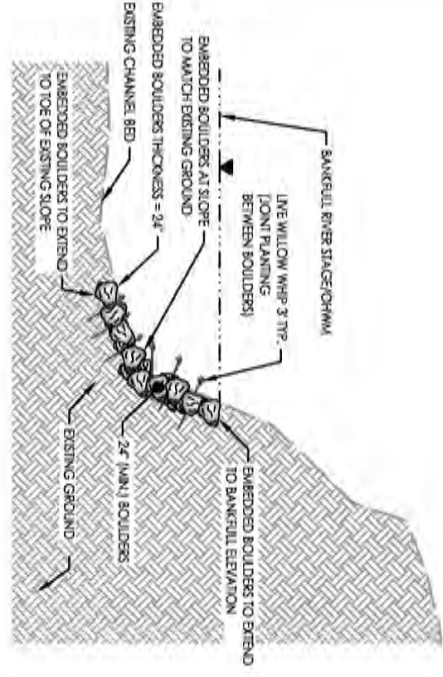 BANKFULL RIVER STAGE/OHWM
LIVE WILLOW WHIP 3' TYP.
(JOINT PLANTING
BETWEEN BOULDERS)
EMBEDDED BOULDERS AT SLOPE
TO MATCH EXISTING GROUND
EMBEDDED BOULDERS THICKNESS = 24"
EXISTING CHANNEL BED
EMBEDDED BOULDERS TO EXTEND
TO BANKFULL ELEVATION
24" (MIN.) BOULDERS
EMBEDDED BOULDERS TO EXTEND
TO TOE OF EXISTING SLOPE
EXISTING GROUND